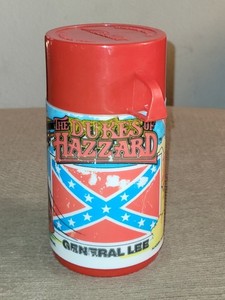 THE DUKES OF
HAZZARD
GENERAL LEE